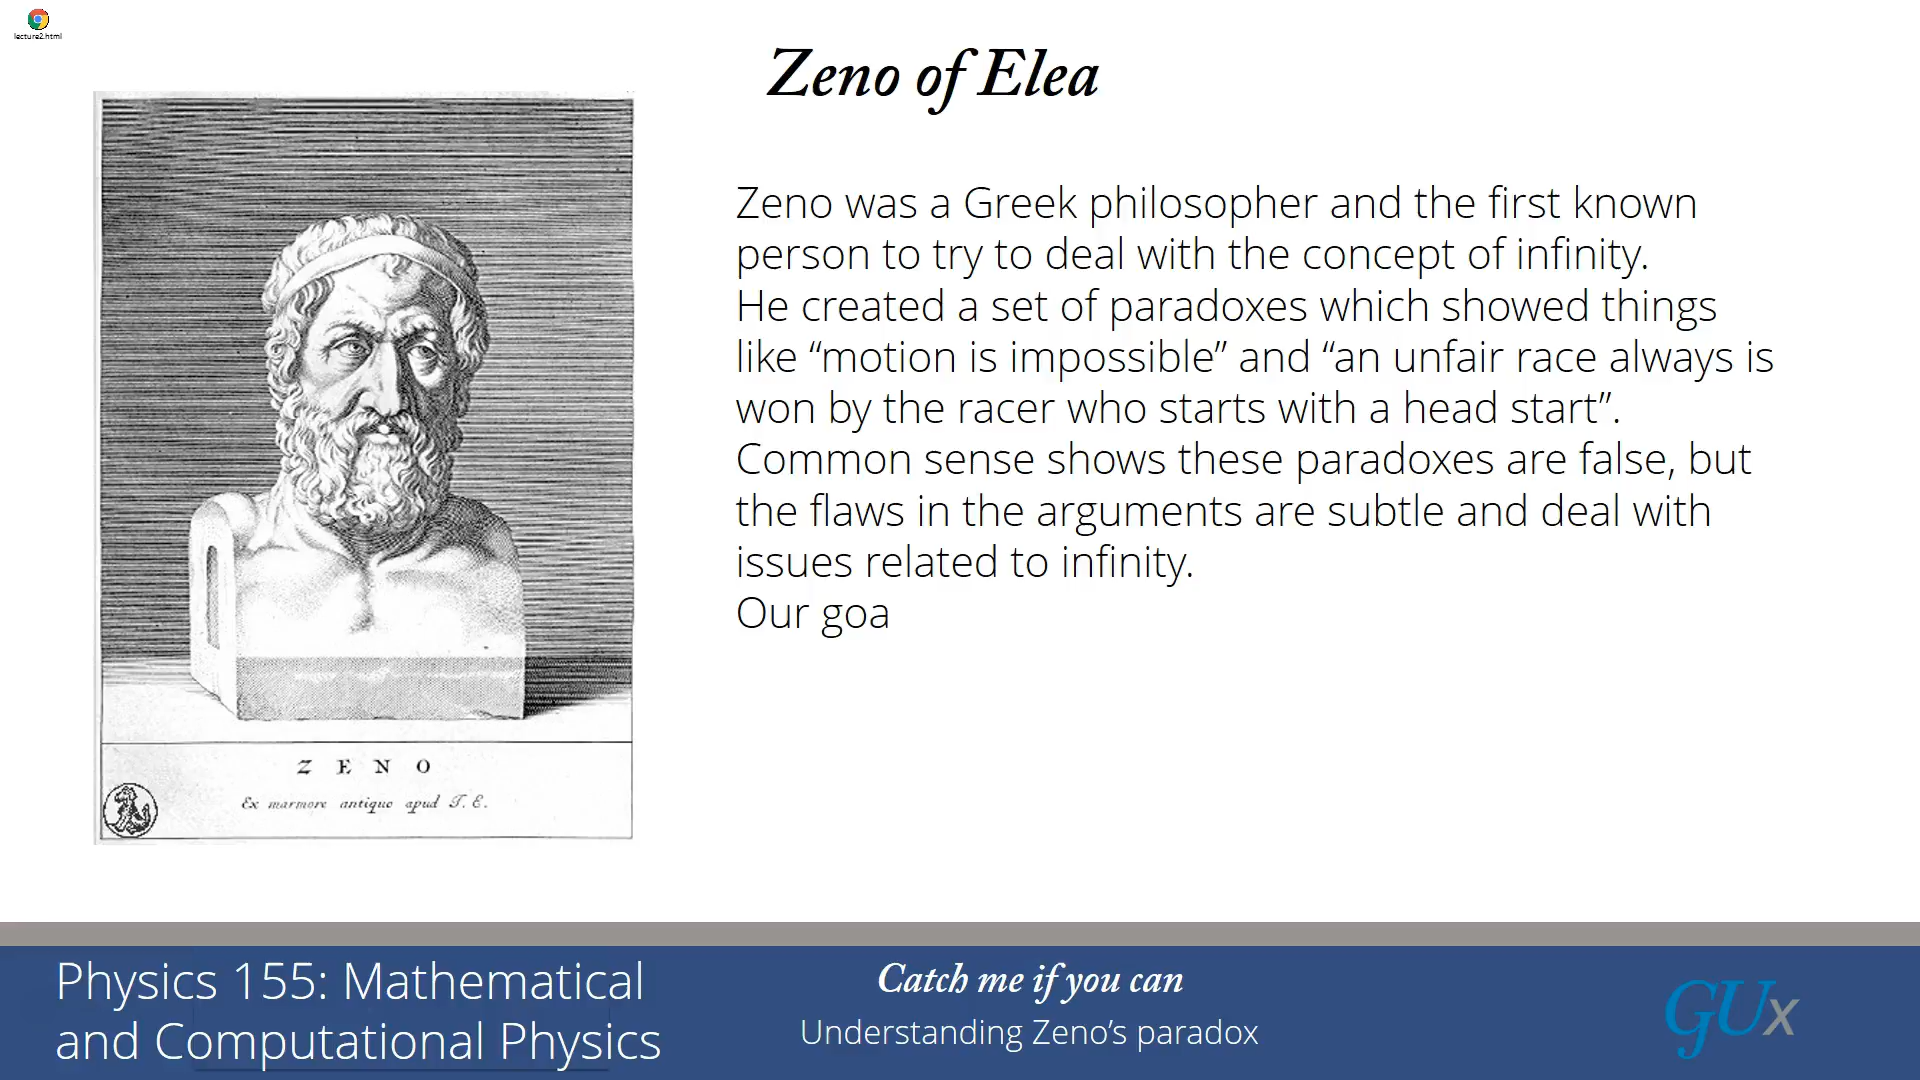 lecture2.html
Zeno of Elea
Zeno was a Greek philosopher and the first known
person to try to deal with the concept of infinity.
He created a set of paradoxes which showed things
like “motion is impossible” and “an unfair race always is
won by the racer who starts with a head start”.
Common sense shows these paradoxes are false, but
the flaws in the arguments are subtle and deal with
issues related to infinity.
Our goa
Z E N O
Ex marmore antiquo apud T. E.
Physics 155: Mathematical
and Computational Physics
Catch me if you can
Understanding Zeno’s paradox
GUx